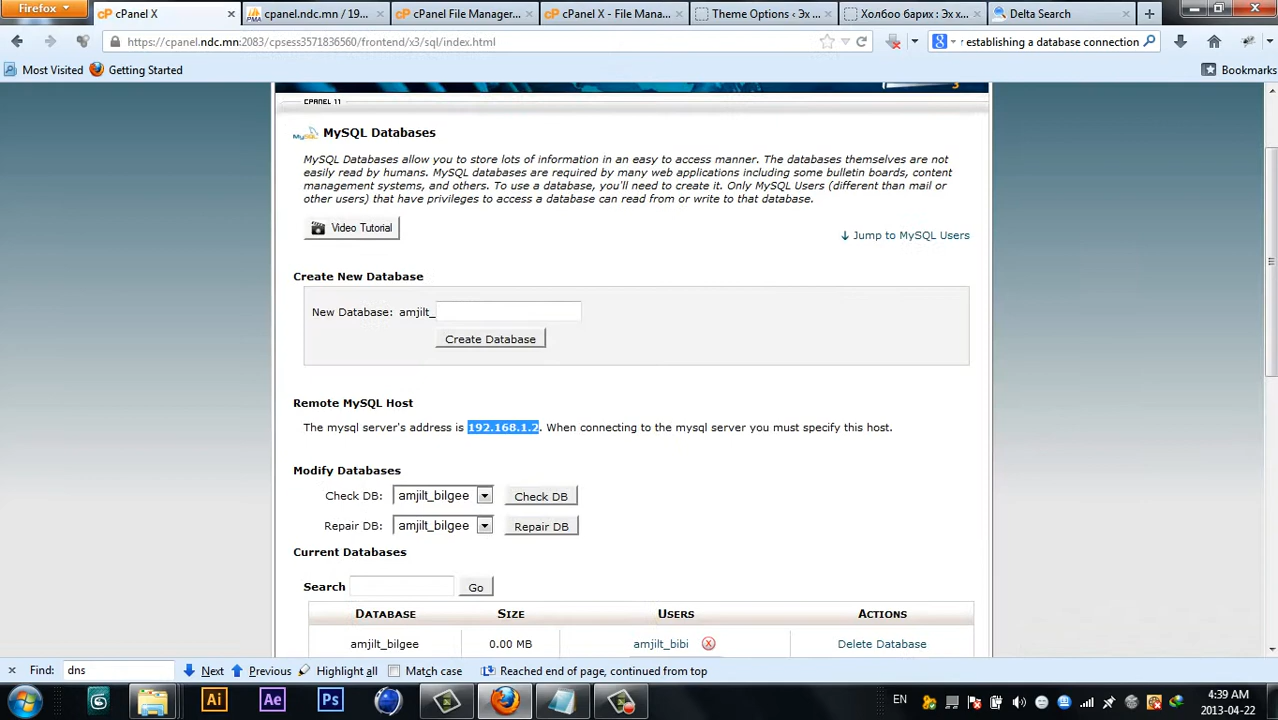 Firefox
cPanel X
cpanel.ndc.mn / 19...
cPanel File Manager...
cPanel X - File Mana...
Theme Options ‹ Эх ...
Холбоо барих : Эх х...
Delta Search
https://cpanel.ndc.mn:2083/cpsess3571836560/frontend/x3/sql/index.html
r establishing a database connection
Most Visited
Getting Started
Bookmarks
CPANEL 11
MySQL Databases
MySQL Databases allow you to store lots of information in an easy to access manner. The databases themselves are not
easily read by humans. MySQL databases are required by many web applications including some bulletin boards, content
management systems, and others. To use a database, you'll need to create it. Only MySQL Users (different than mail or
other users) that have privileges to access a database can read from or write to that database.
Video Tutorial
Jump to MySQL Users
Create New Database
New Database: amjilt_
Create Database
Remote MySQL Host
The mysql server's address is 192.168.1.2. When connecting to the mysql server you must specify this host.
Modify Databases
Check DB: amjilt_bilgee Check DB
Repair DB: amjilt_bilgee Repair DB
Current Databases
Search Go
DATABASE SIZE USERS ACTIONS
amjilt_bilgee 0.00 MB amjilt_bibi Delete Database
Find: dns Next Previous Highlight all Match case Reached end of page, continued from top
Ai Ae Ps
EN
4:39 AM
2013-04-22